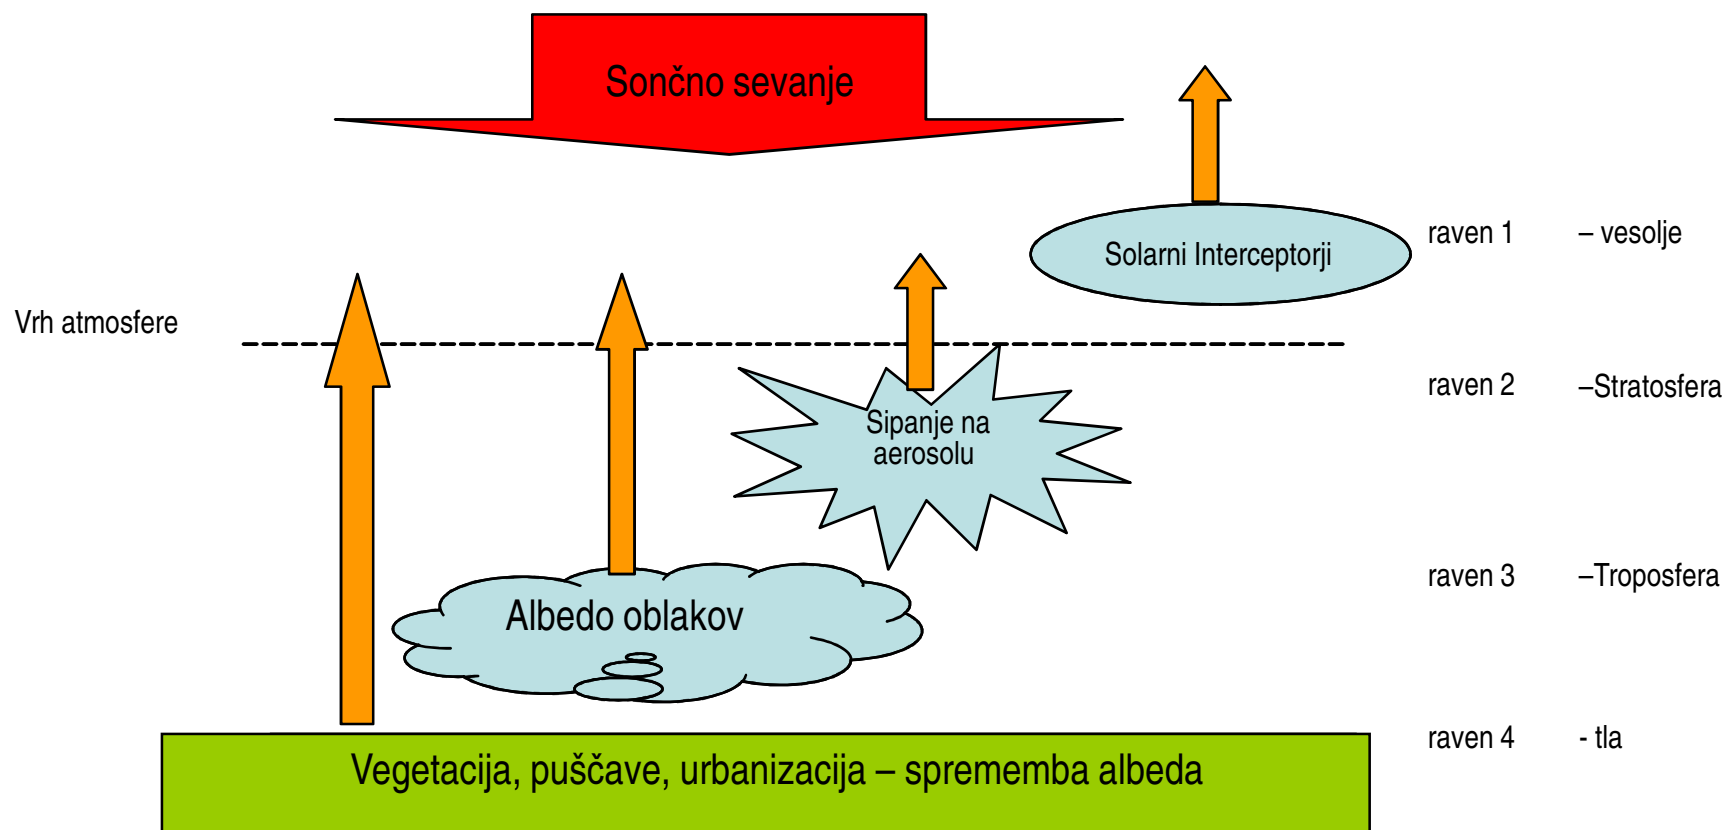 Sončno sevanje
Solarni Interceptorji
raven 1 – vesolje
Vrh atmosfere
raven 2 –Stratosfera
Sipanje na
aerosolu
raven 3 –Troposfera
Albedo oblakov
raven 4 - tla
Vegetacija, puščave, urbanizacija – sprememba albeda